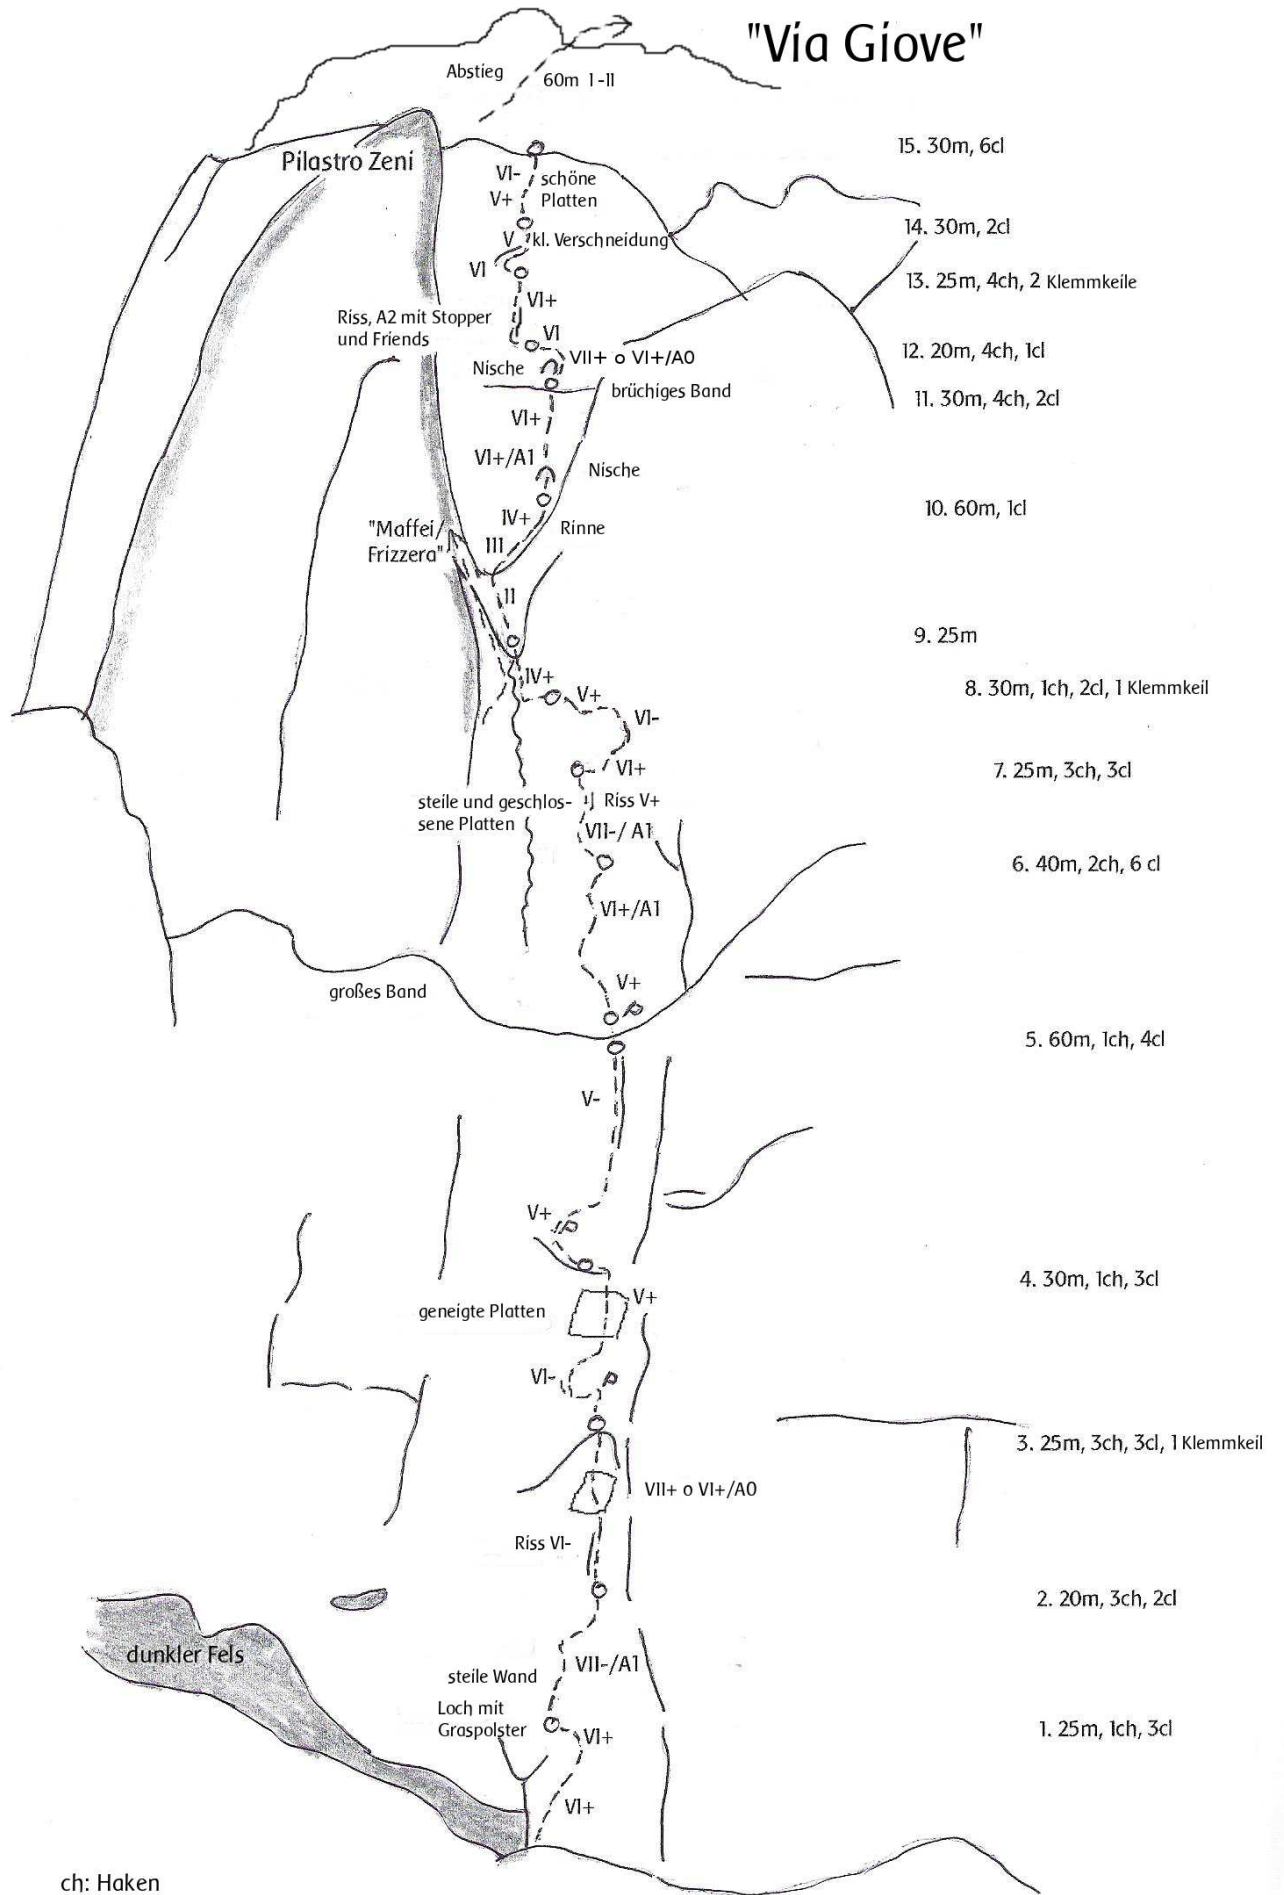 "Via Giove"
Abstieg
60m I-II
15. 30m, 6cl
Pilastro Zeni
VI-
schöne
Platten
V+
14. 30m, 2cl
V
kl. Verschneidung
VI
13. 25m, 4ch, 2 Klemmkeile
VI+
Riss, A2 mit Stopper
und Friends
VI
12. 20m, 4ch, 1cl
VII+ o VI+/A0
Nische
brüchiges Band
11. 30m, 4ch, 2cl
VI+
VI+/A1
Nische
10. 60m, 1cl
IV+
Rinne
"Maffei/
Frizzera"
III
II
9. 25m
IV+
V+
8. 30m, 1ch, 2cl, 1 Klemmkeil
VI-
VI+
7. 25m, 3ch, 3cl
steile und geschlos-
sene Platten
Riss V+
VII-/ A1
6. 40m, 2ch, 6 cl
VI+/A1
V+
großes Band
5. 60m, 1ch, 4cl
V-
V+
4. 30m, 1ch, 3cl
geneigte Platten
V+
VI-
3. 25m, 3ch, 3cl, 1 Klemmkeil
VII+ o VI+/A0
Riss VI-
2. 20m, 3ch, 2cl
dunkler Fels
VII-/A1
steile Wand
Loch mit
Graspolster
1. 25m, 1ch, 3cl
VI+
VI+
ch: Haken